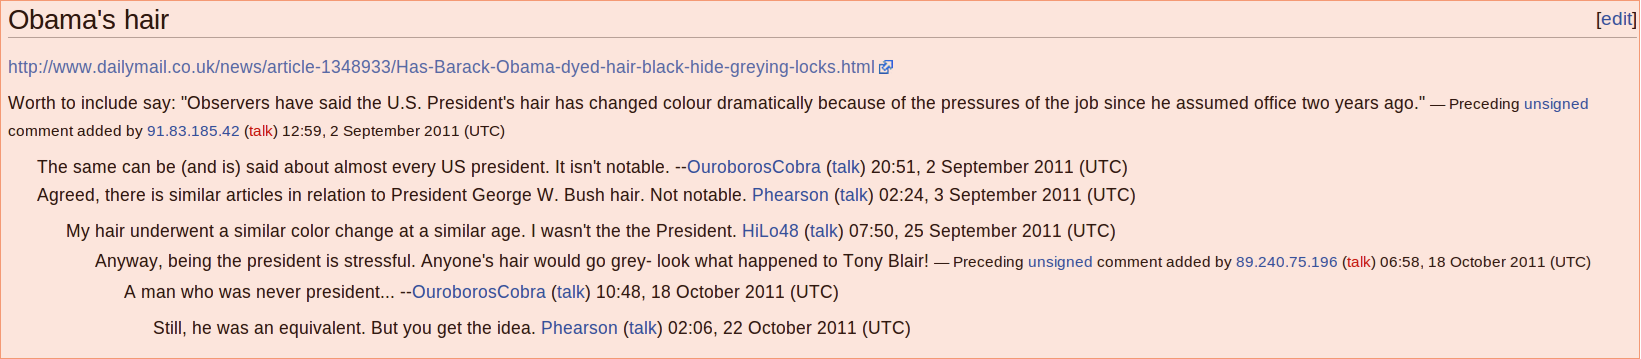 Obama's hair [edit]
http://www.dailymail.co.uk/news/article-1348933/Has-Barack-Obama-dyed-hair-black-hide-greying-locks.html
Worth to include say: "Observers have said the U.S. President's hair has changed colour dramatically because of the pressures of the job since he assumed office two years ago." — Preceding unsigned
comment added by 91.83.185.42 (talk) 12:59, 2 September 2011 (UTC)
The same can be (and is) said about almost every US president. It isn't notable. --OuroborosCobra (talk) 20:51, 2 September 2011 (UTC)
Agreed, there is similar articles in relation to President George W. Bush hair. Not notable. Phearson (talk) 02:24, 3 September 2011 (UTC)
My hair underwent a similar color change at a similar age. I wasn't the the President. HiLo48 (talk) 07:50, 25 September 2011 (UTC)
Anyway, being the president is stressful. Anyone's hair would go grey- look what happened to Tony Blair! — Preceding unsigned comment added by 89.240.75.196 (talk) 06:58, 18 October 2011 (UTC)
A man who was never president... --OuroborosCobra (talk) 10:48, 18 October 2011 (UTC)
Still, he was an equivalent. But you get the idea. Phearson (talk) 02:06, 22 October 2011 (UTC)